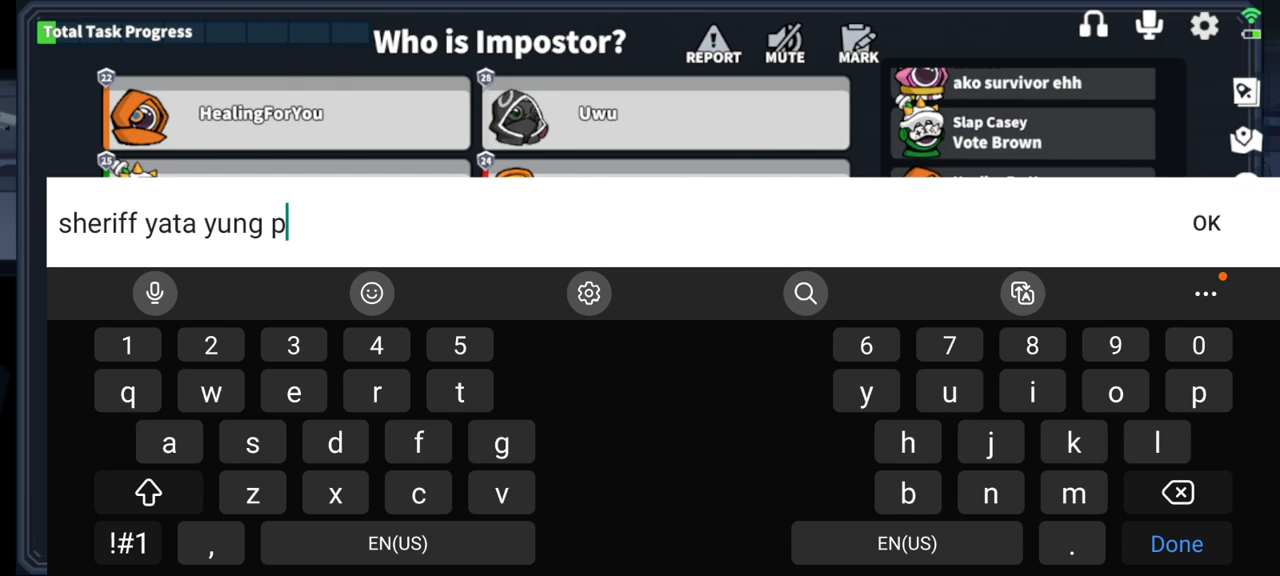 Total Task Progress
Who is Impostor?
REPORT
MUTE
MARK
22
HealingForYou
28
Uwu
25
24
ako survivor ehh
Slap Casey
Vote Brown
sheriff yata yung p
OK
1 2 3 4 5 6 7 8 9 0
q w e r t y u i o p
a s d f g h j k l
z x c v b n m
!#1 , EN(US) EN(US) . Done